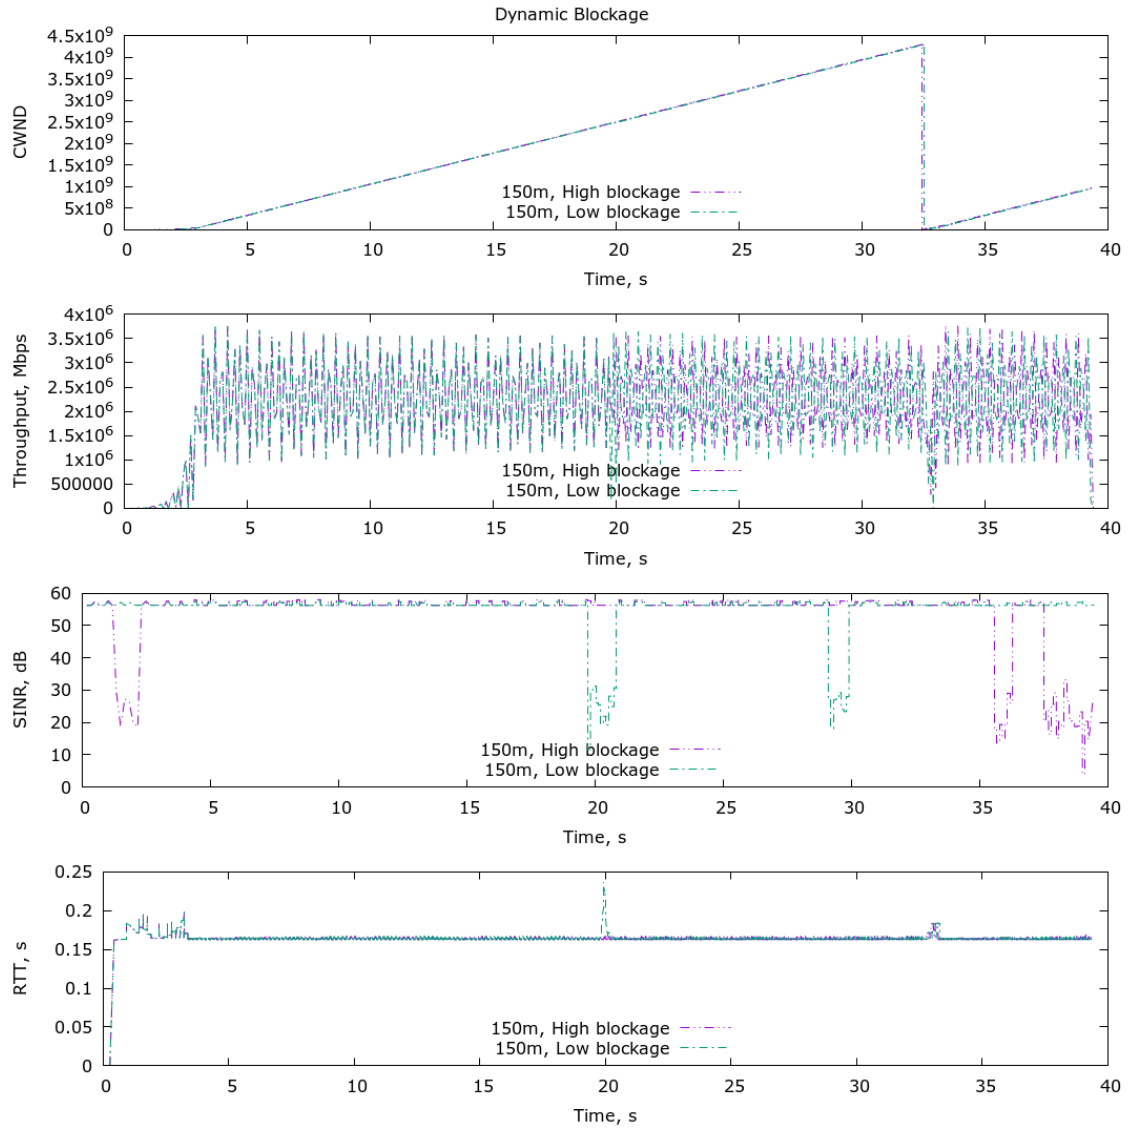 Dynamic Blockage
CWND
4.5x10^9
4x10^9
3.5x10^9
3x10^9
2.5x10^9
2x10^9
1.5x10^9
1x10^9
5x10^8
0
150m, High blockage
150m, Low blockage
0 5 10 15 20 25 30 35 40
Time, s
Throughput, Mbps
4x10^6
3.5x10^6
3x10^6
2.5x10^6
2x10^6
1.5x10^6
1x10^6
500000
0
150m, High blockage
150m, Low blockage
0 5 10 15 20 25 30 35 40
Time, s
SINR, dB
60
50
40
30
20
10
0
150m, High blockage
150m, Low blockage
0 5 10 15 20 25 30 35 40
Time, s
RTT, s
0.25
0.2
0.15
0.1
0.05
0
150m, High blockage
150m, Low blockage
0 5 10 15 20 25 30 35 40
Time, s